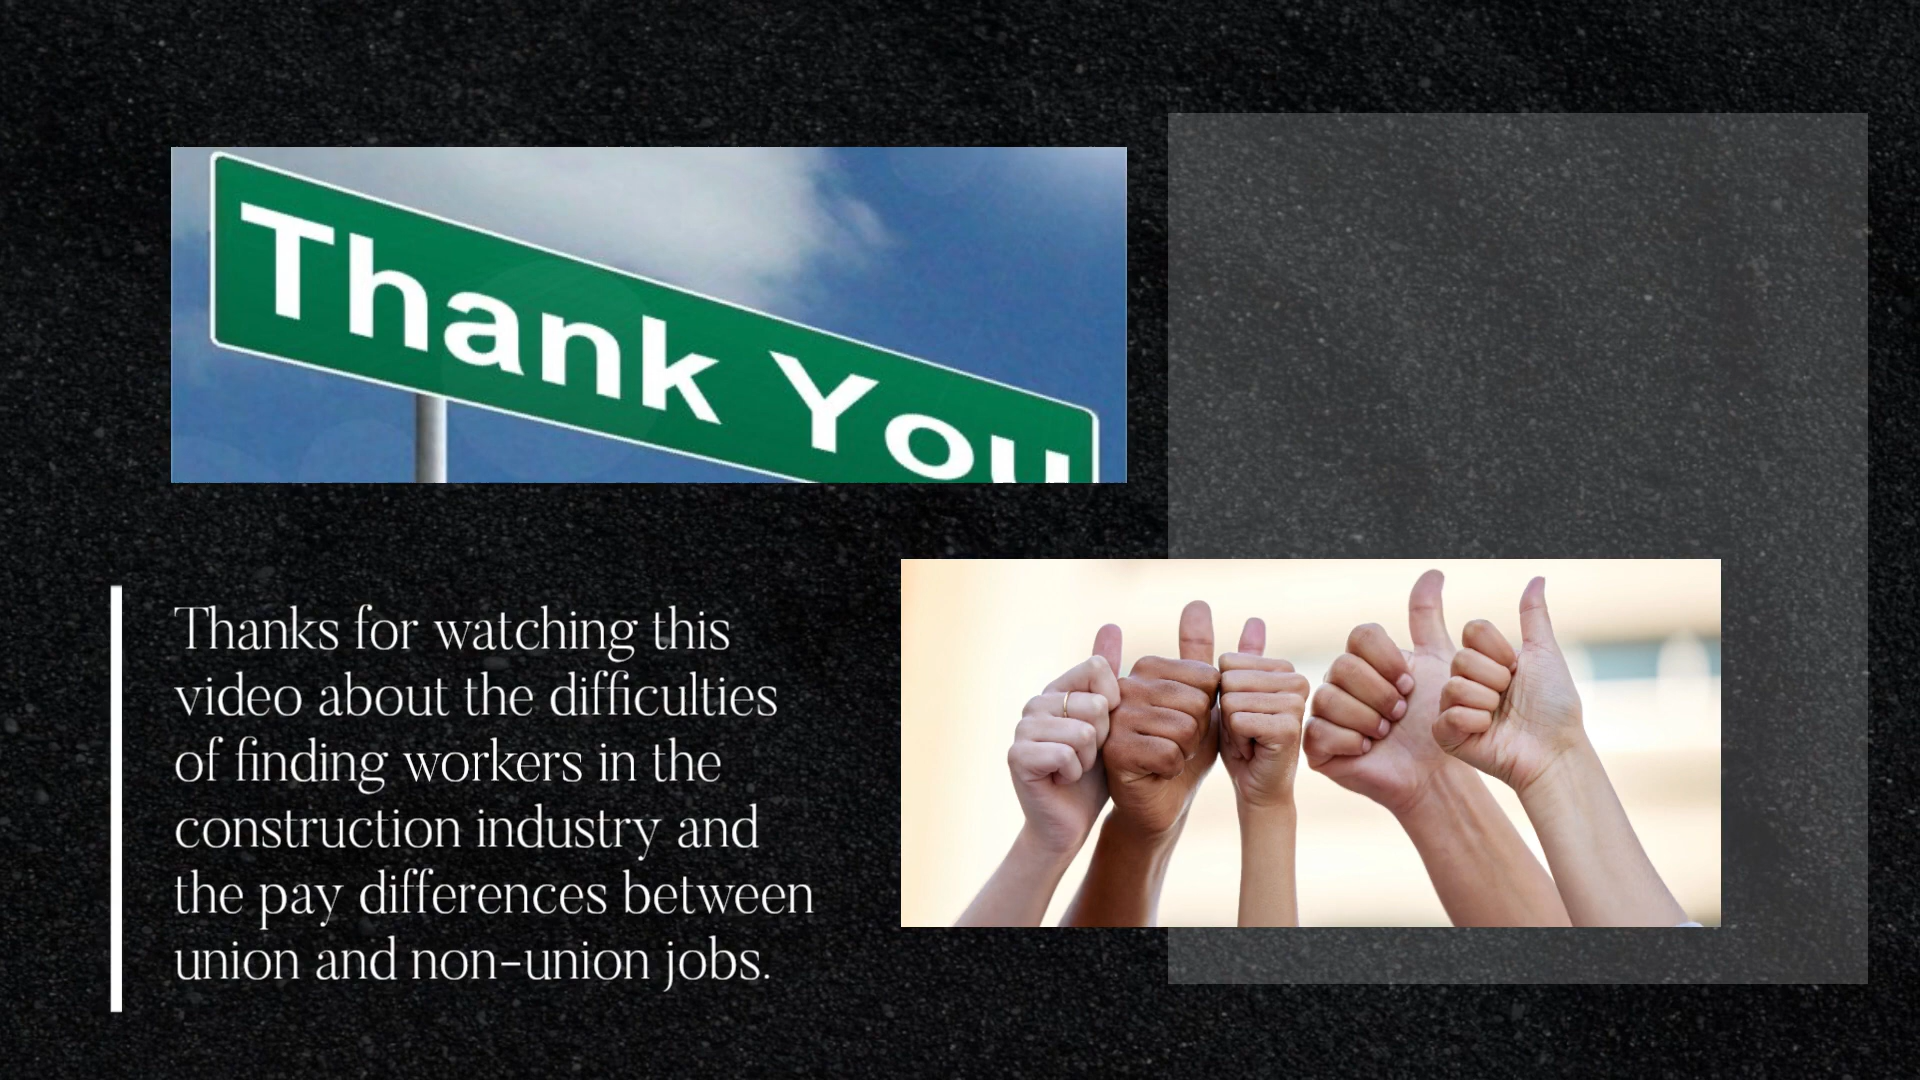 Thank You
Thanks for watching this
video about the difficulties
of finding workers in the
construction industry and
the pay differences between
union and non-union jobs.